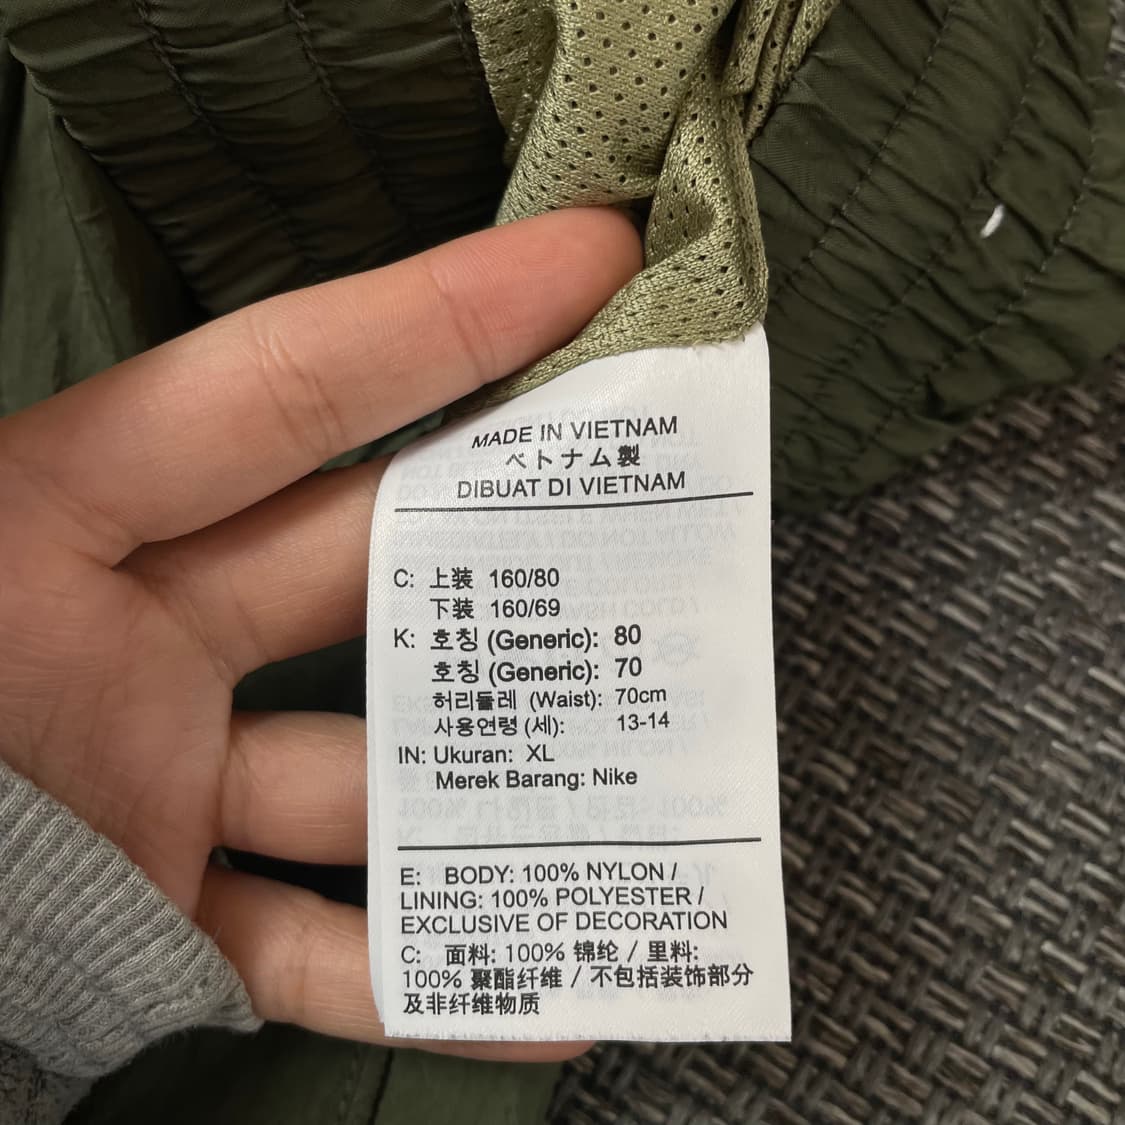 MADE IN VIETNAM
ベトナム製
DIBUAT DI VIETNAM
C: 上装 160/80
下装 160/69
K: 호칭 (Generic): 80
호칭 (Generic): 70
허리둘레 (Waist): 70cm
사용연령 (세): 13-14
IN: Ukuran: XL
Merek Barang: Nike
E: BODY: 100% NYLON /
LINING: 100% POLYESTER /
EXCLUSIVE OF DECORATION
C: 面料: 100% 锦纶 / 里料:
100% 聚酯纤维 / 不包括装饰部分
及非纤维物质